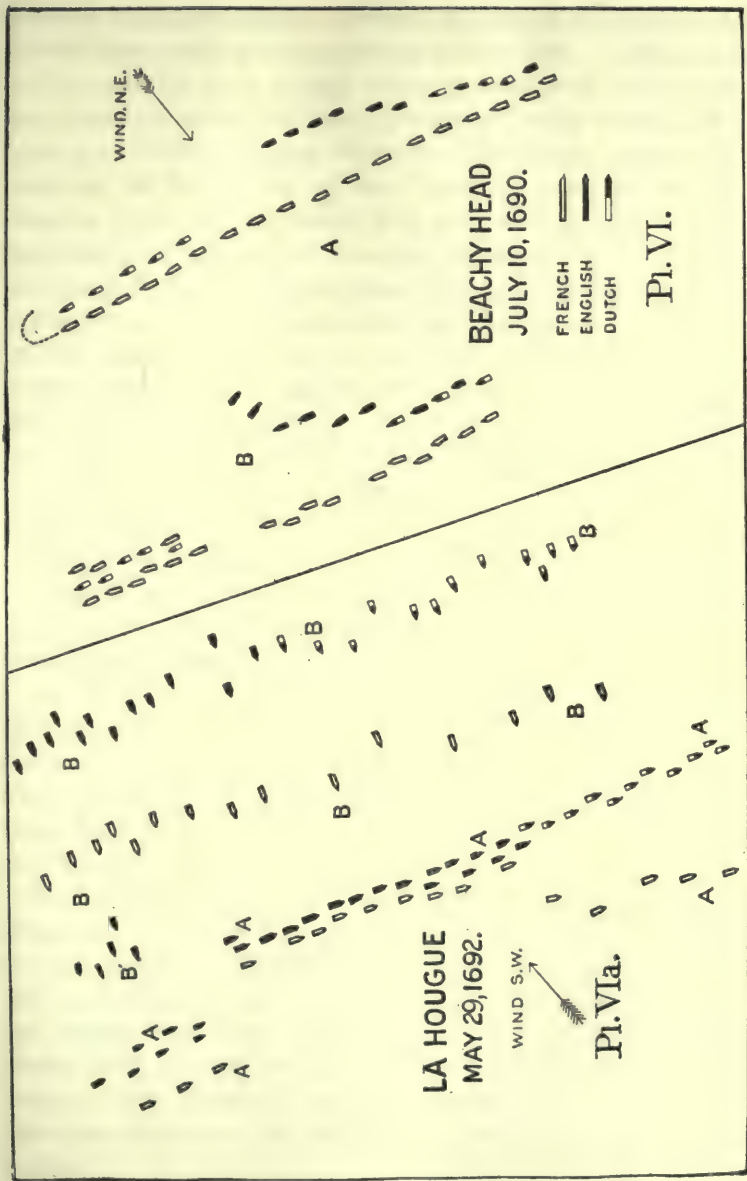 LA HOUGUE
MAY 29,1692.
WIND S.W.
Pl. VIa.
A
A
A
A
A
A
B'
B
B
B
B
B
B
WIND. N.E.
A
B
BEACHY HEAD
JULY 10, 1690.
FRENCH
ENGLISH
DUTCH
Pl. VI.